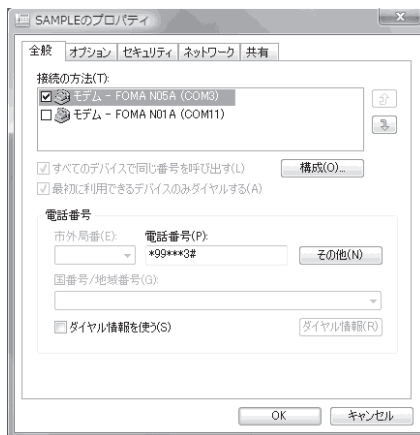 SAMPLEのプロパティ
全般 オプション セキュリティ ネットワーク 共有
接続の方法(T):
モデム - FOMA N05A (COM3)
モデム - FOMA N01A (COM11)
すべてのデバイスで同じ番号を呼び出す(L)
構成(O)...
最初に利用できるデバイスのみダイヤルする(A)
電話番号
市外局番(E): 電話番号(P):
*99***3# その他(N)
国番号/地域番号(G):
ダイヤル情報を使う(S) ダイヤル情報(R)
OK キャンセル